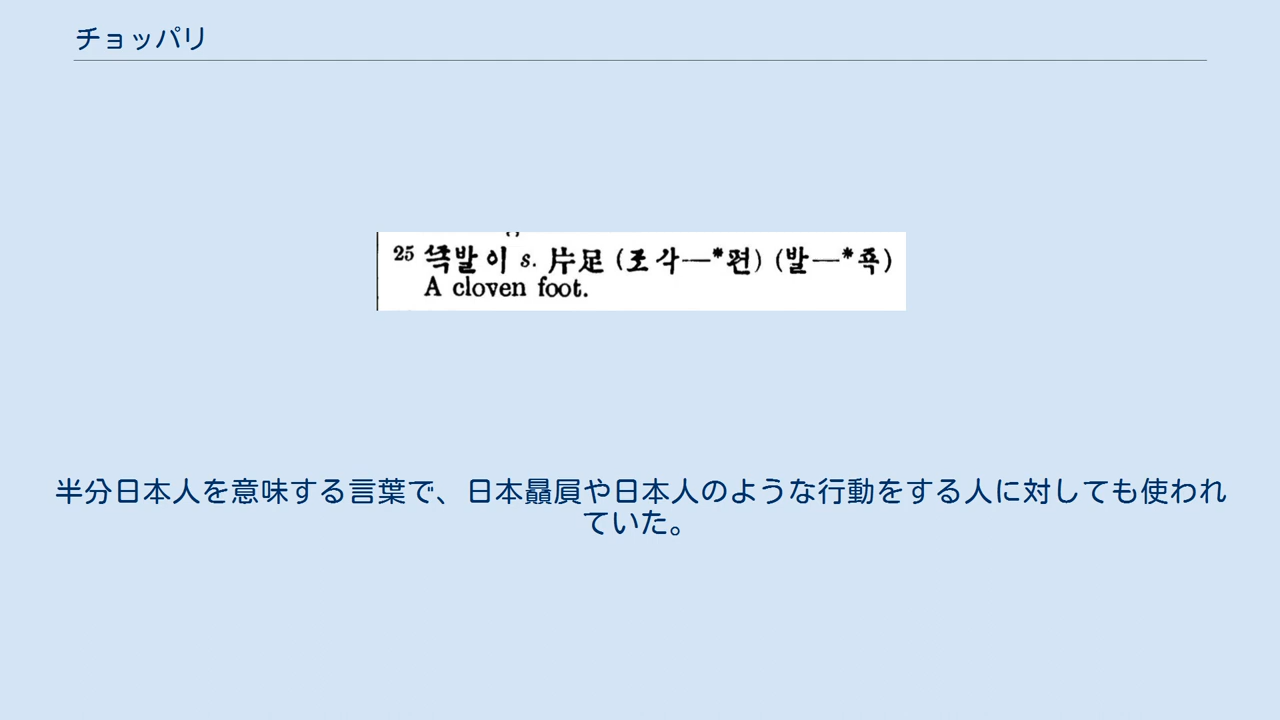 チョッパリ
25 쪽발이 s. 片足 (조각—*편) (발—*죡)
A cloven foot.
半分日本人を意味する言葉で、日本贔屓や日本人のような行動をする人に対しても使われ
ていた。